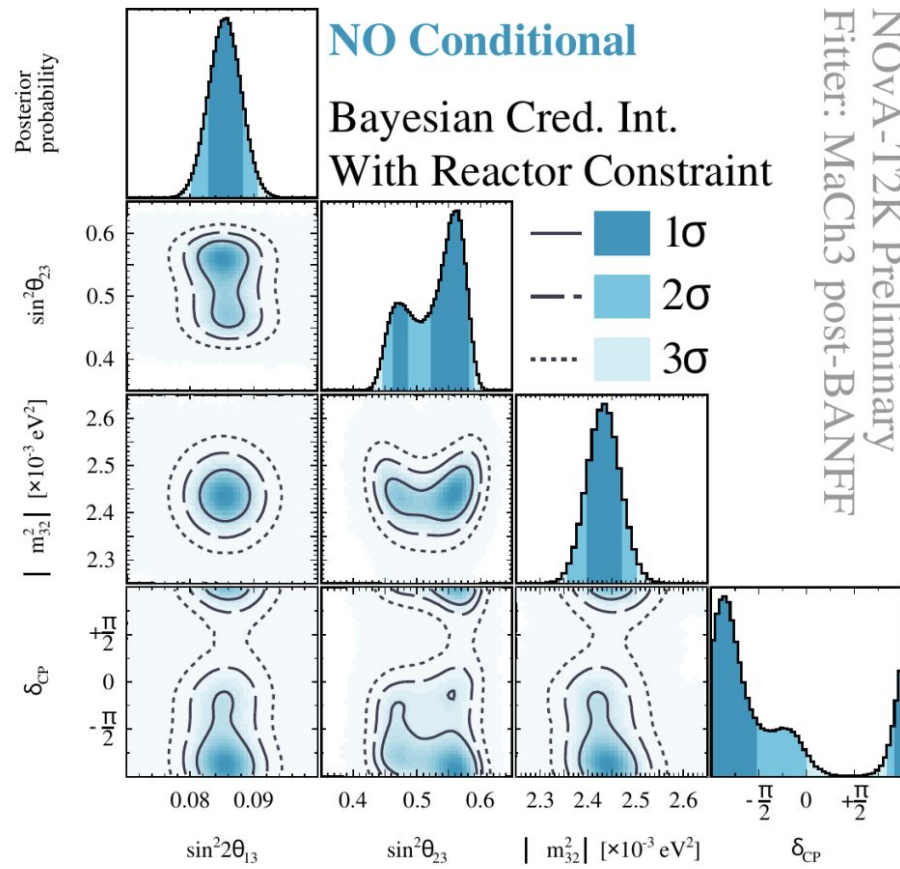 NO Conditional
Bayesian Cred. Int.
With Reactor Constraint
NOvA-T2K Preliminary
Fitter: MaCh3 post-BANFF
Posterior
probability
1σ
2σ
3σ
sin²θ₂₃
0.6
0.5
0.4
| m²₃₂| [×10⁻³ eV²]
2.6
2.5
2.4
2.3
δCP
+π/2
0
-π/2
0.08 0.09
0.4 0.5 0.6
2.3 2.4 2.5 2.6
-π/2 0 +π/2
sin²2θ₁₃
sin²θ₂₃
| m²₃₂| [×10⁻³ eV²]
δCP